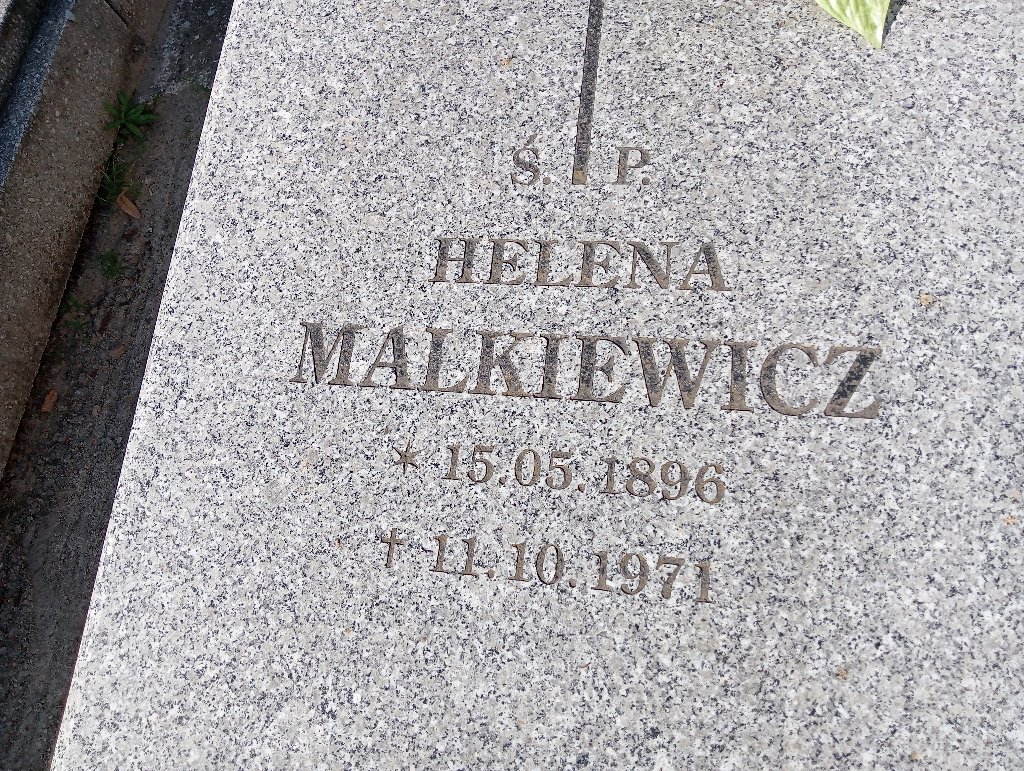 Ś. P.
HELENA
MALKIEWICZ
* 15.05.1896
† 11.10.1971